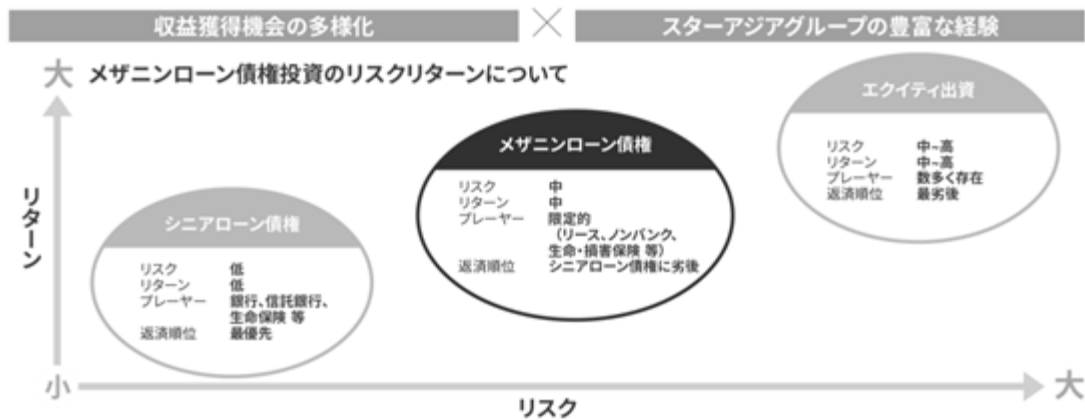 収益獲得機会の多様化
スターアジアグループの豊富な経験
大
メザニンローン債権投資のリスクリターンについて
エクイティ出資
リスク 中~高
リターン 中~高
プレーヤー 数多く存在
返済順位 最劣後
メザニンローン債権
リスク 中
リターン 中
プレーヤー 限定的
(リース、ノンバンク、
生命・損害保険 等)
返済順位 シニアローン債権に劣後
リターン
シニアローン債権
リスク 低
リターン 低
プレーヤー 銀行、信託銀行、
生命保険 等
返済順位 最優先
小
リスク
大